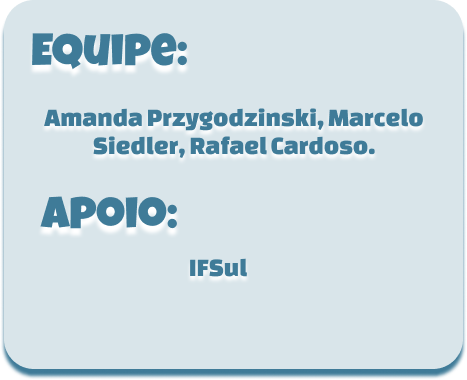 Equipe:
Amanda Przygodzinski, Marcelo
Siedler, Rafael Cardoso.
Apoio:
IFSul